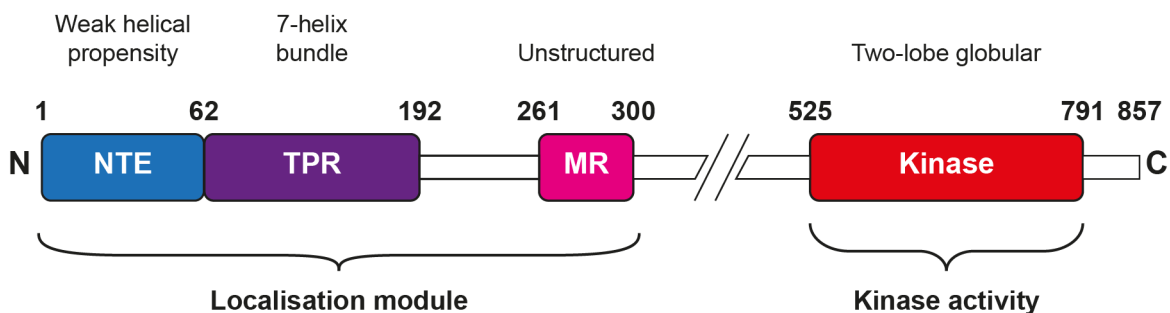 Weak helical
propensity
7-helix
bundle
Unstructured
Two-lobe globular
1 62 192 261 300 525 791 857
N NTE TPR MR Kinase C
Localisation module Kinase activity